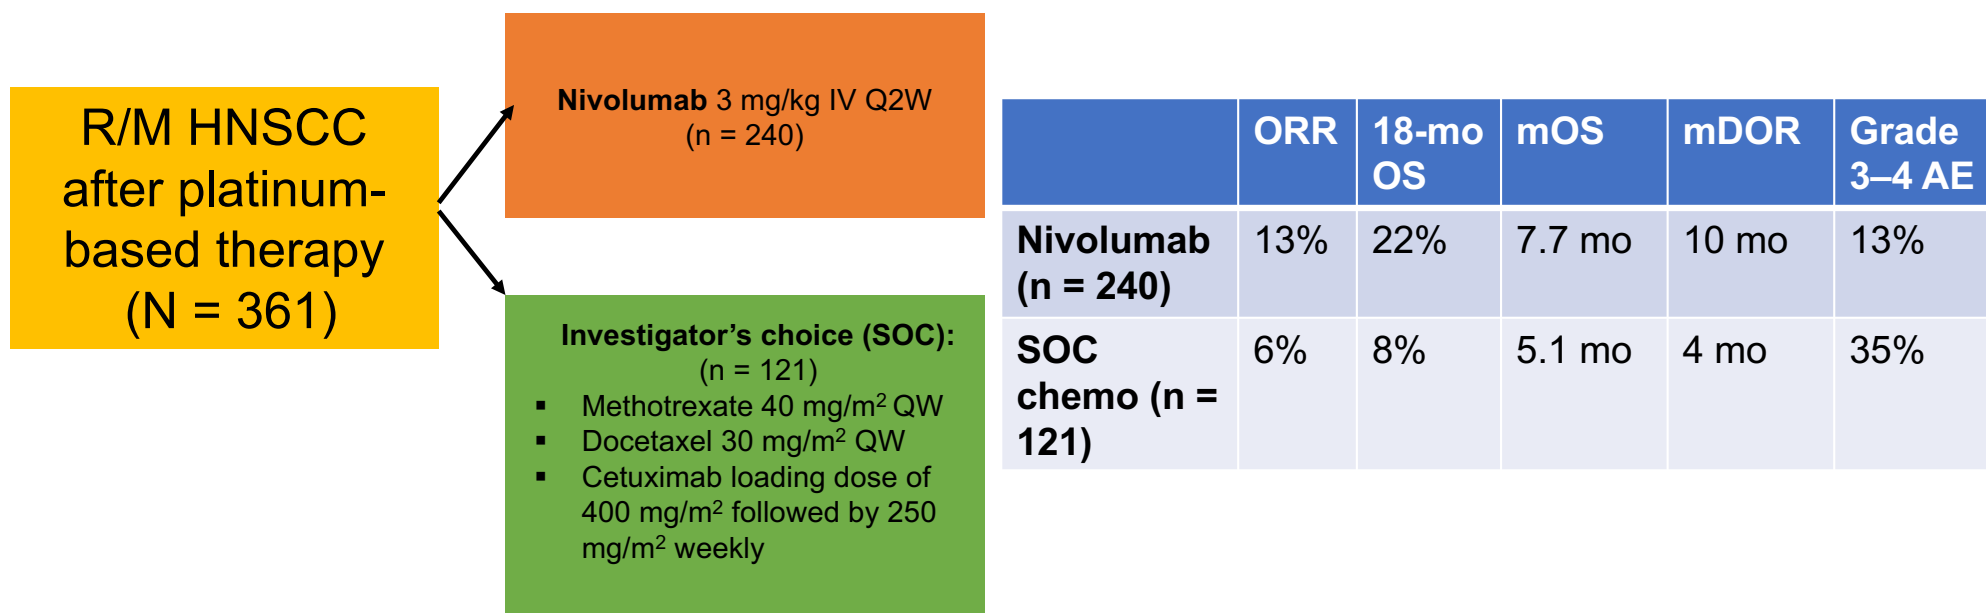 R/M HNSCC
after platinum-
based therapy
(N = 361)
Nivolumab 3 mg/kg IV Q2W
(n = 240)
Investigator’s choice (SOC):
(n = 121)
▪ Methotrexate 40 mg/m² QW
▪ Docetaxel 30 mg/m² QW
▪ Cetuximab loading dose of
400 mg/m² followed by 250
mg/m² weekly
ORR 18-mo OS mOS mDOR Grade 3–4 AE
Nivolumab (n = 240) 13% 22% 7.7 mo 10 mo 13%
SOC chemo (n = 121) 6% 8% 5.1 mo 4 mo 35%